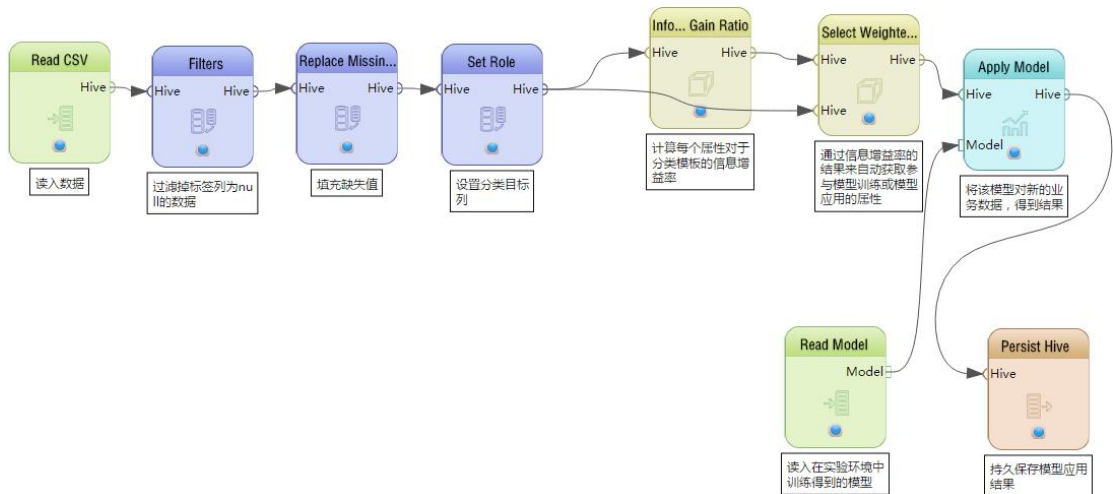 Read CSV
Hive
读入数据
Filters
Hive Hive
过滤掉标签列为nu
ll的数据
Replace Missin...
Hive Hive
填充缺失值
Set Role
Hive Hive
设置分类目标
列
Info... Gain Ratio
Hive Hive
计算每个属性对于
分类模板的信息增
益率
Select Weighte...
Hive Hive
Hive
通过信息增益率的
结果来自动获取参
与模型训练或模型
应用的属性
Apply Model
Hive Hive
Model
将该模型对新的业
务数据，得到结果
Read Model
Model
读入在实验环境中
训练得到的模型
Persist Hive
Hive
持久保存模型应用
结果